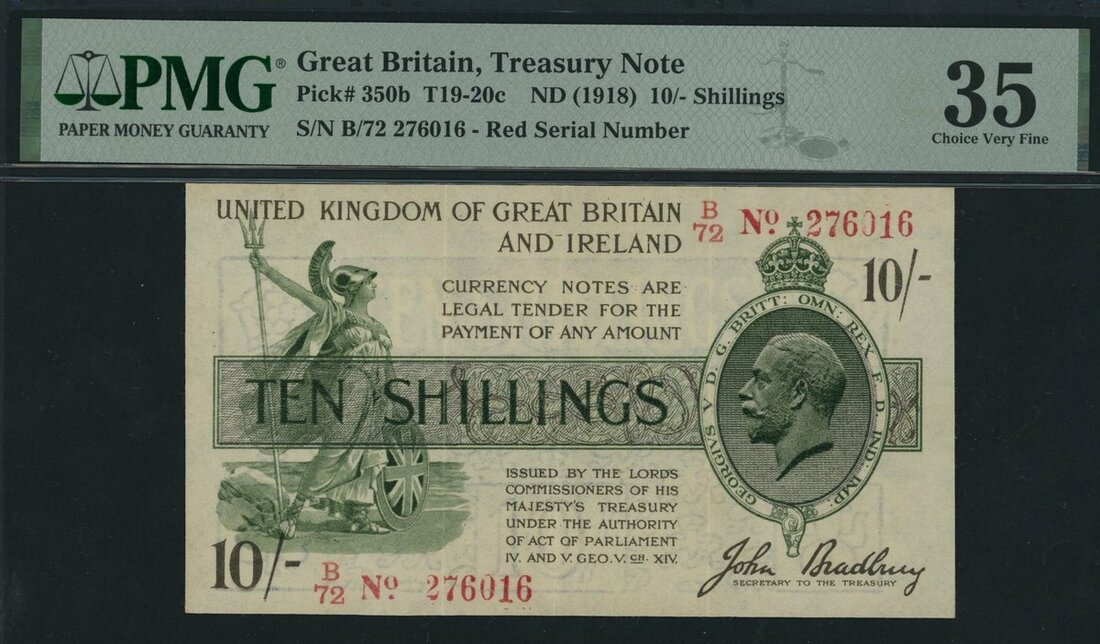 PMG®
PAPER MONEY GUARANTY
Great Britain, Treasury Note
Pick# 350b T19-20c ND (1918) 10/- Shillings
S/N B/72 276016 - Red Serial Number
35
Choice Very Fine
UNITED KINGDOM OF GREAT BRITAIN
AND IRELAND
B/72 No 276016
10/-
CURRENCY NOTES ARE
LEGAL TENDER FOR THE
PAYMENT OF ANY AMOUNT
GEORGIVS V D. G. BRITT: OMN: REX F. D. IND: IMP:
TEN SHILLINGS
ISSUED BY THE LORDS
COMMISSIONERS OF HIS
MAJESTY'S TREASURY
UNDER THE AUTHORITY
OF ACT OF PARLIAMENT
IV. AND V. GEO. V. CH. XIV.
10/-
B/72 No 276016
John Bradbury
SECRETARY TO THE TREASURY